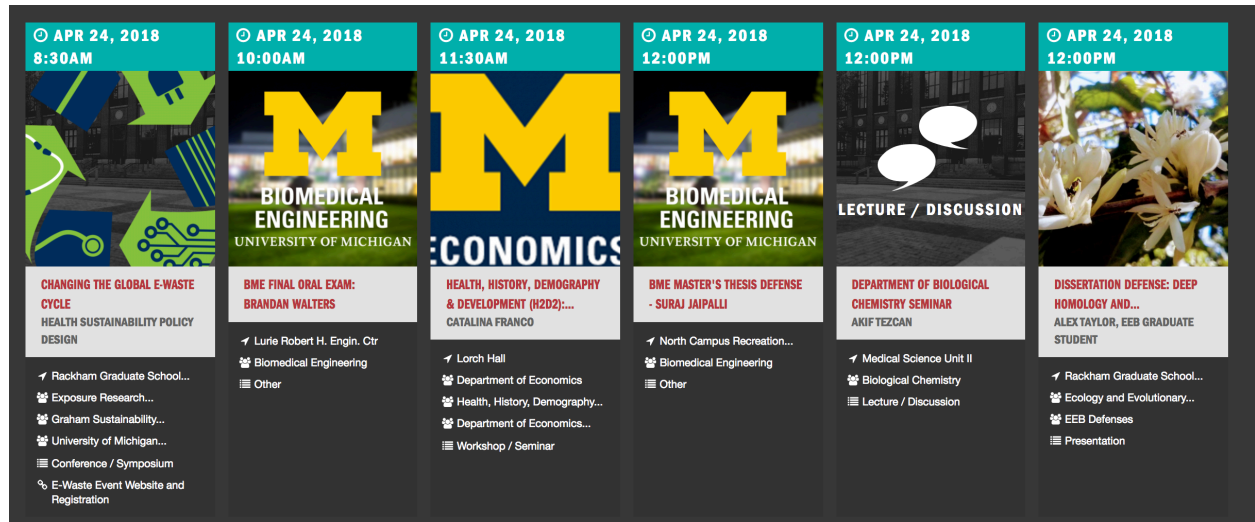 APR 24, 2018
8:30AM
CHANGING THE GLOBAL E-WASTE
CYCLE
HEALTH SUSTAINABILITY POLICY
DESIGN
Rackham Graduate School...
Exposure Research...
Graham Sustainability...
University of Michigan...
Conference / Symposium
E-Waste Event Website and
Registration
APR 24, 2018
10:00AM
M
BIOMEDICAL
ENGINEERING
UNIVERSITY OF MICHIGAN
BME FINAL ORAL EXAM:
BRANDAN WALTERS
Lurie Robert H. Engin. Ctr
Biomedical Engineering
Other
APR 24, 2018
11:30AM
M
ECONOMICS
HEALTH, HISTORY, DEMOGRAPHY
& DEVELOPMENT (H2D2):...
CATALINA FRANCO
Lorch Hall
Department of Economics
Health, History, Demography...
Department of Economics...
Workshop / Seminar
APR 24, 2018
12:00PM
M
BIOMEDICAL
ENGINEERING
UNIVERSITY OF MICHIGAN
BME MASTER'S THESIS DEFENSE
- SURAJ JAIPALLI
North Campus Recreation...
Biomedical Engineering
Other
APR 24, 2018
12:00PM
LECTURE / DISCUSSION
DEPARTMENT OF BIOLOGICAL
CHEMISTRY SEMINAR
AKIF TEZCAN
Medical Science Unit II
Biological Chemistry
Lecture / Discussion
APR 24, 2018
12:00PM
DISSERTATION DEFENSE: DEEP
HOMOLOGY AND...
ALEX TAYLOR, EEB GRADUATE
STUDENT
Rackham Graduate School...
Ecology and Evolutionary...
EEB Defenses
Presentation